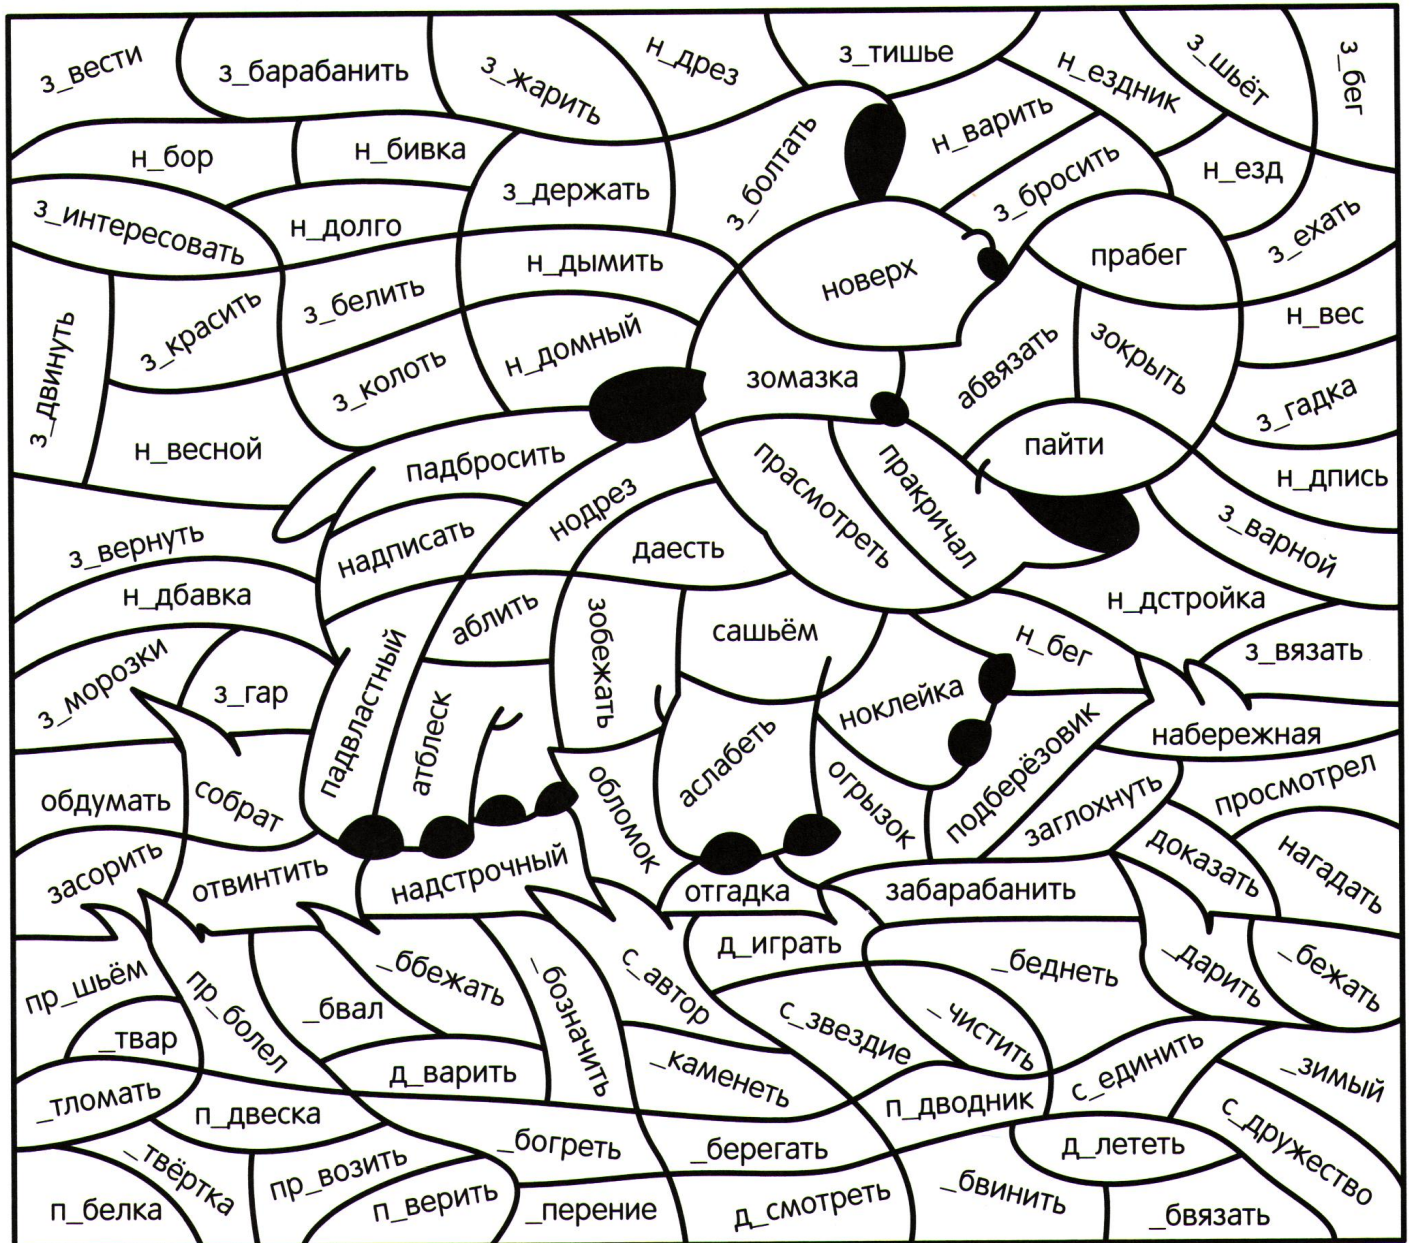 з_вести
з_барабанить
з_жарить
н_дрез
з_тишье
н_ездник
з_шьёт
з_бег
н_бор
н_бивка
з_держать
з_болтать
н_варить
з_бросить
н_езд
з_интересовать
н_долго
н_дымить
новерх
прабег
з_ехать
з_двинуть
з_красить
з_белить
з_колоть
н_домный
зомазка
абвязать
зокрыть
н_вес
з_гадка
н_весной
падбросить
нодрез
прасмотреть
пракричал
пайти
н_дпись
з_вернуть
надписать
даесть
з_варной
н_дбавка
аблить
зобежать
сашьём
н_дстройка
н_бег
з_вязать
з_морозки
з_гар
падвластный
атблеск
аслабеть
ноклейка
подберёзовик
набережная
обдумать
собрат
обломок
огрызок
заглохнуть
просмотрел
засорить
отвинтить
надстрочный
отгадка
забарабанить
доказать
нагадать
пр_шьём
пр_болел
_ббежать
_бозначить
с_автор
д_играть
_беднеть
_дарить
_бежать
_твар
_бвал
с_звездие
_чистить
_тломать
д_варить
_каменеть
п_дводник
с_единить
_зимый
п_двеска
_богреть
_берегать
д_лететь
с_дружество
п_белка
_твёртка
пр_возить
п_верить
_перение
д_смотреть
_бвинить
_бвязать